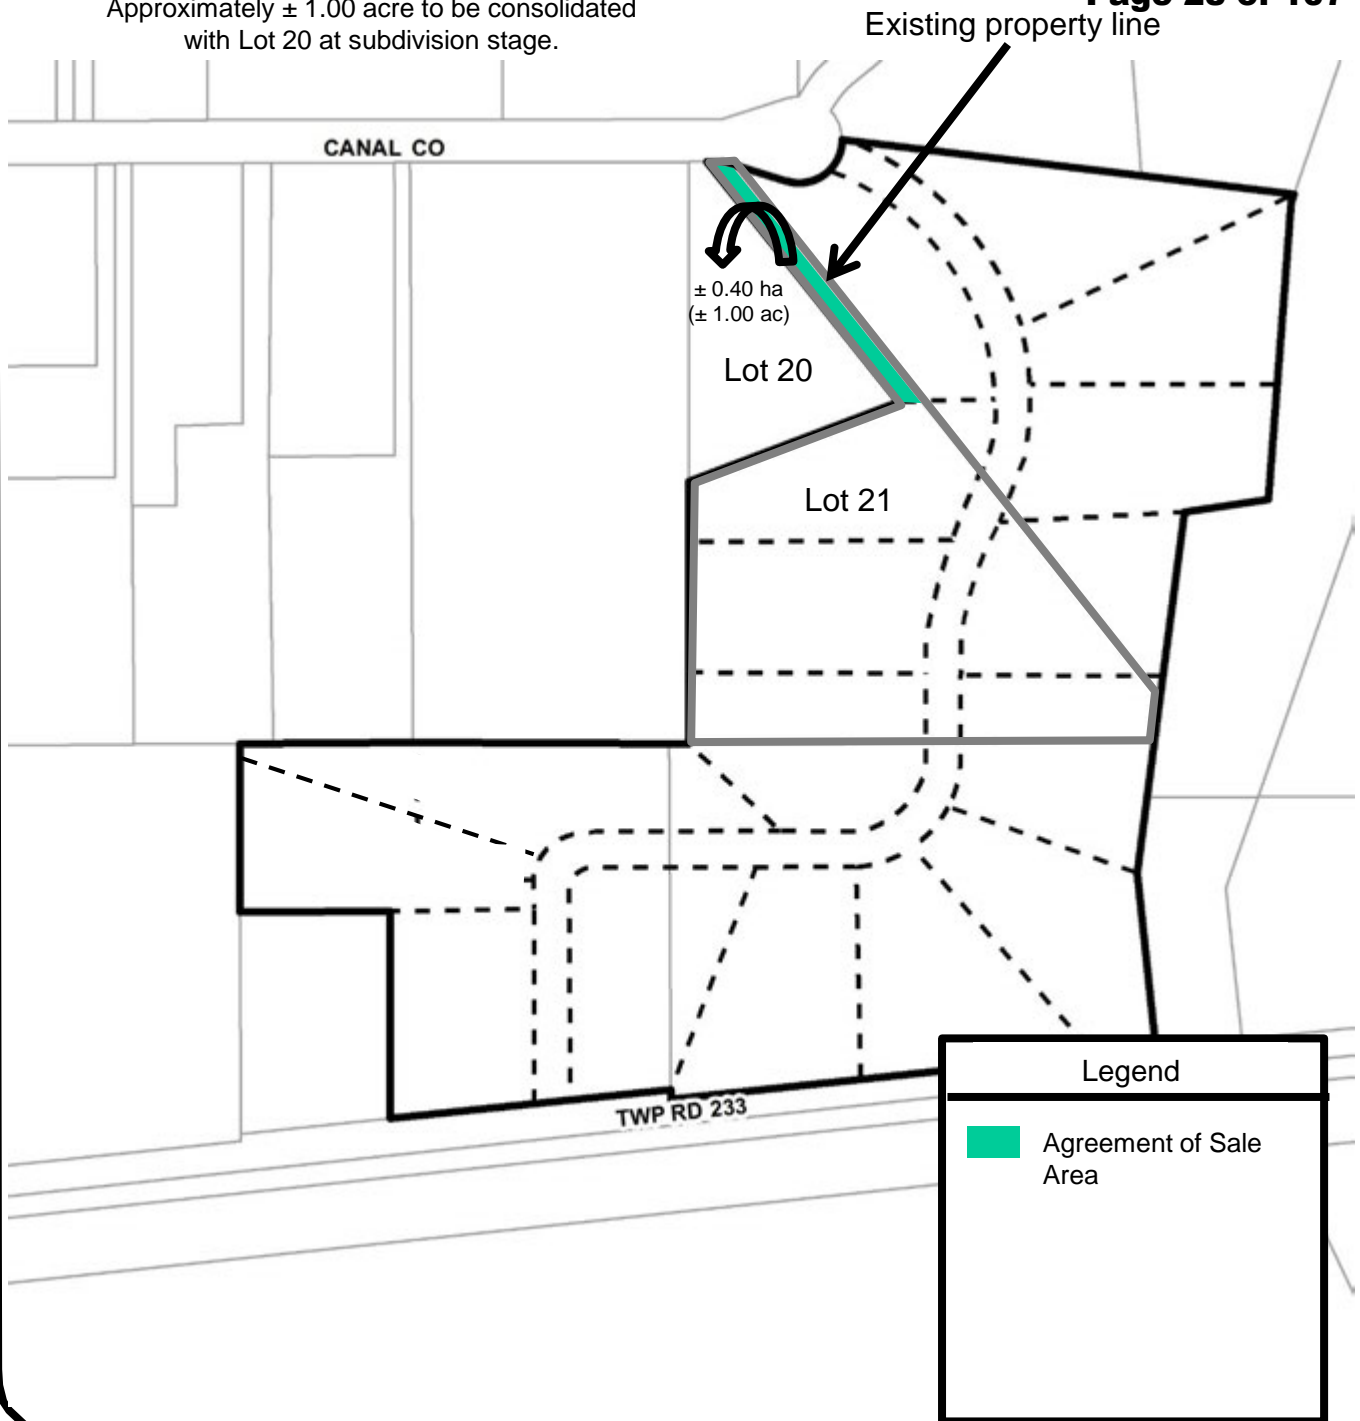 Approximately ± 1.00 acre to be consolidated
with Lot 20 at subdivision stage.
Existing property line
CANAL CO
± 0.40 ha
(± 1.00 ac)
Lot 20
Lot 21
TWP RD 233
Legend
Agreement of Sale
Area